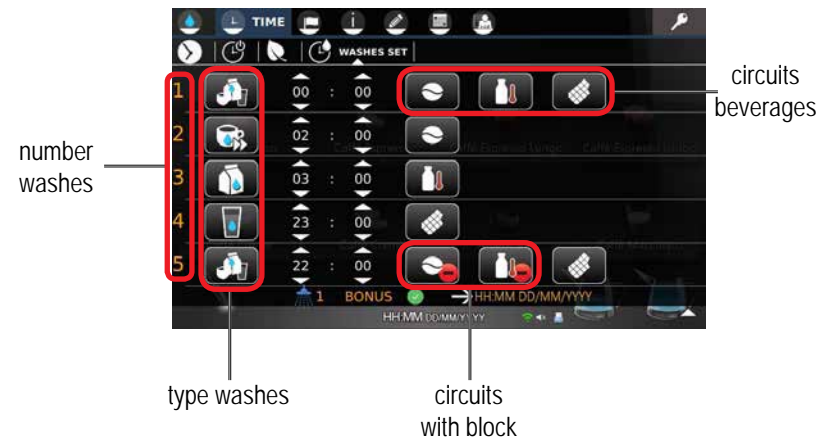 TIME
WASHES SET
1 00 : 00
2 02 : 00
3 03 : 00
4 23 : 00
5 22 : 00
1 BONUS HH:MM DD/MM/YYYY
HH:MM DD/MM/YYYY
circuits
beverages
number
washes
type washes
circuits
with block